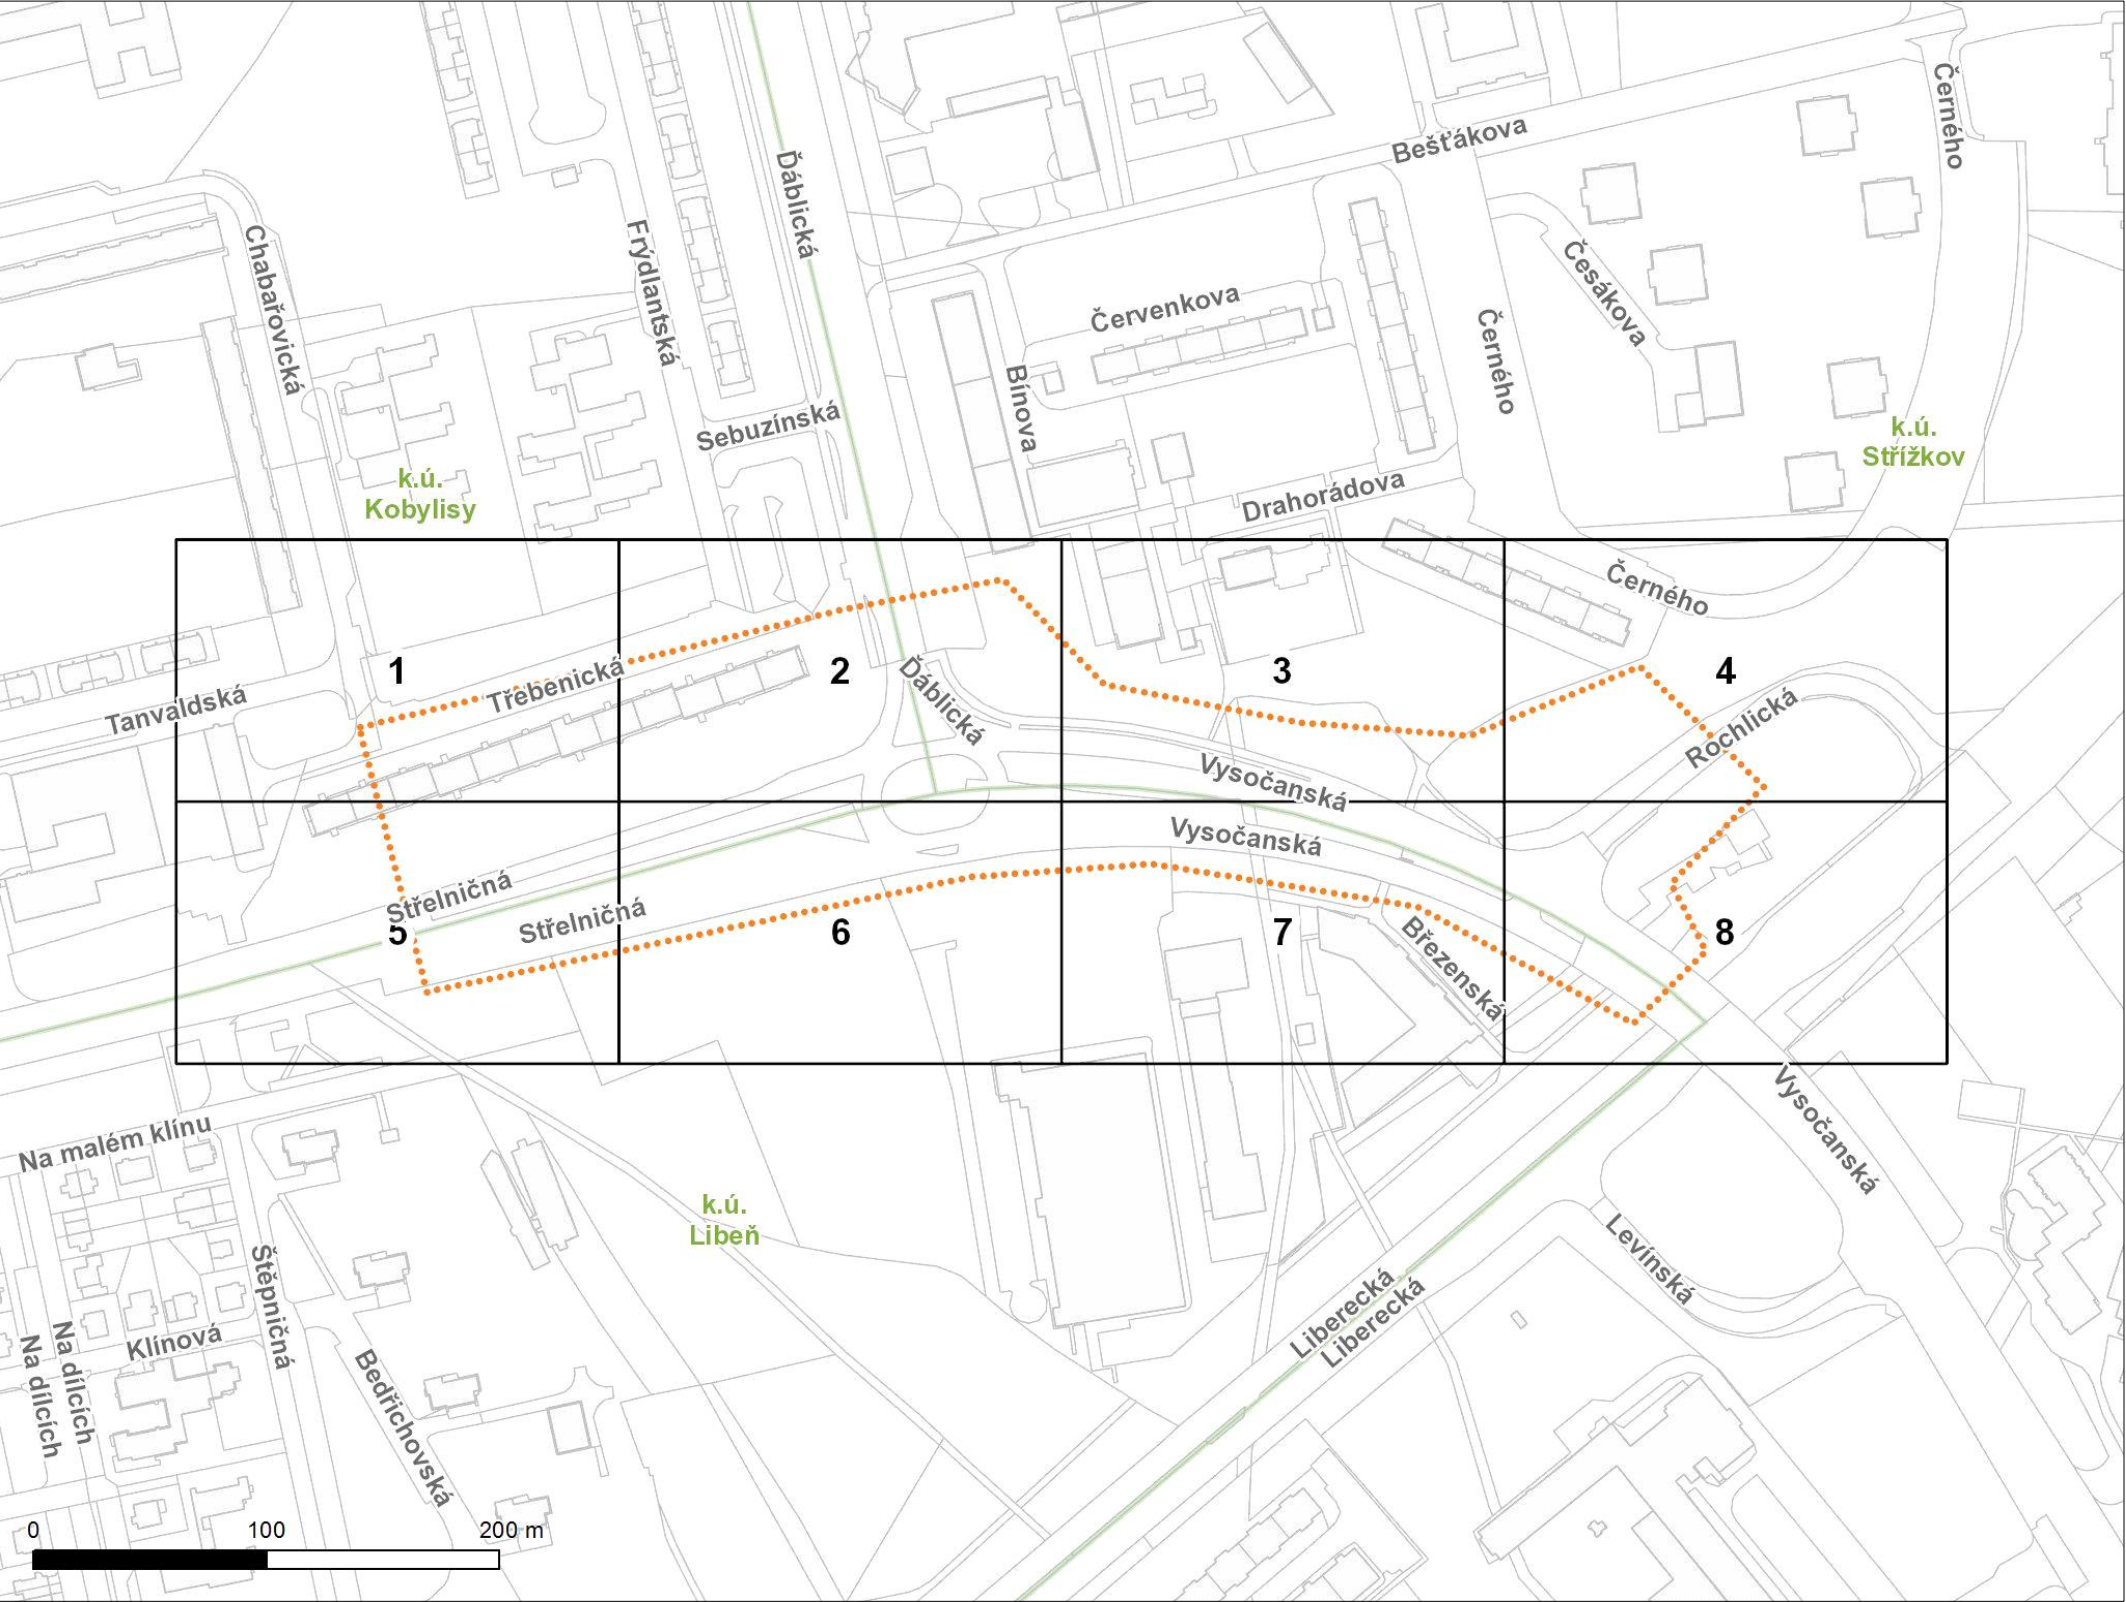 Černého
Bešťákova
Ďáblická
Frýdlantská
Chabařovická
Česákova
Červenkova
Černého
Bínova
Sebuzínská
k.ú.
Střížkov
k.ú.
Kobylisy
Drahorádova
Černého
1
2
3
4
Třebenická
Tanvaldská
Ďáblická
Rochlická
Vysočanská
Vysočanská
Střelničná
Střelničná
5
6
7
8
Březenská
Vysočanská
Na malém klínu
k.ú.
Libeň
Štěpničná
Levínská
Liberecká
Liberecká
Klínová
Na dílcích
Na dílcích
Bedřichovská
0 100 200 m